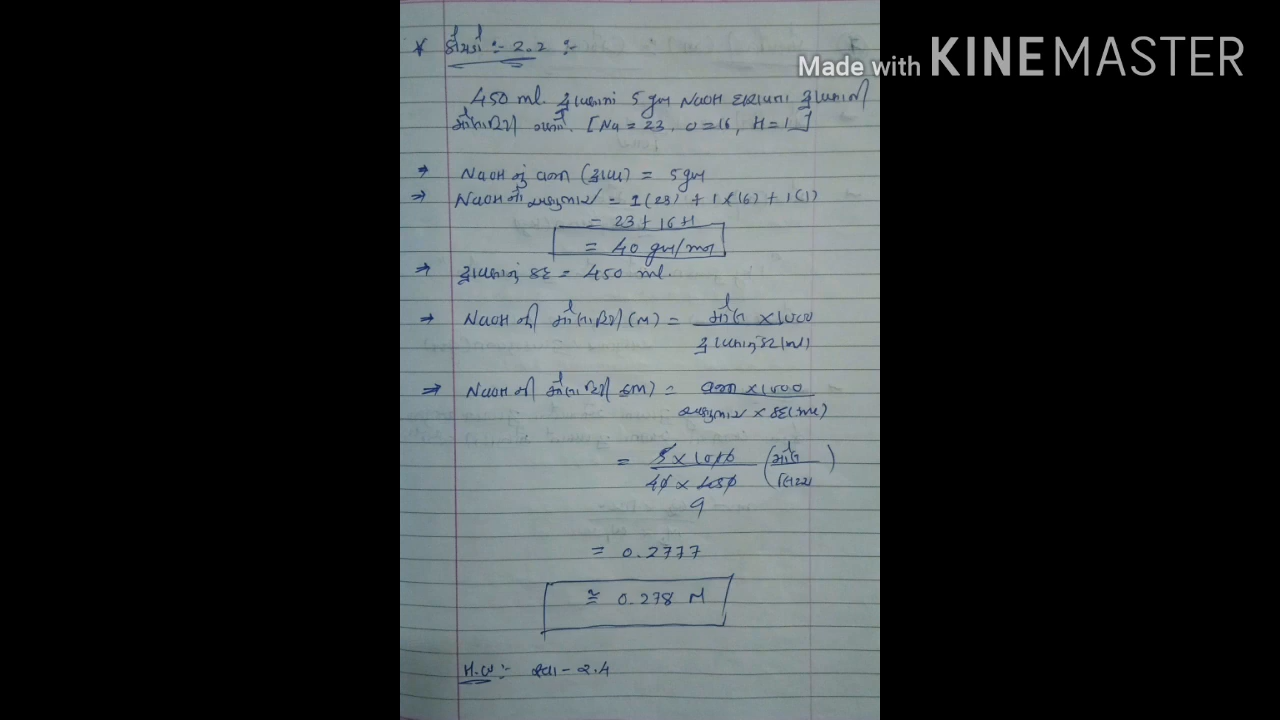 Made with KINEMASTER
* કોયડો :- 2.2 :-
450 ml. દ્રાવણમાં 5 ગ્રામ NaOH ધરાવતા દ્રાવણની
મોલારિટી ગણો. [Na = 23, O = 16, H = 1]
⇒ NaOH નું વજન (દ્રાવ્ય) = 5 ગ્રામ
⇒ NaOH નો અણુભાર = 1(23) + 1(16) + 1(1)
= 23 + 16 + 1
= 40 ગ્રામ/મોલ
⇒ દ્રાવણનું કદ = 450 ml.
⇒ NaOH ની મોલારિટી (M) = મોલ × 1000
દ્રાવણનું કદ (ml)
⇒ NaOH ની મોલારિટી (M) = વજન × 1000
અણુભાર × કદ (ml)
= 5 × 1000 (મોલ
40 × 450 લિટર)
9
= 0.2777
≅ 0.278 M
H.W :- 2.4